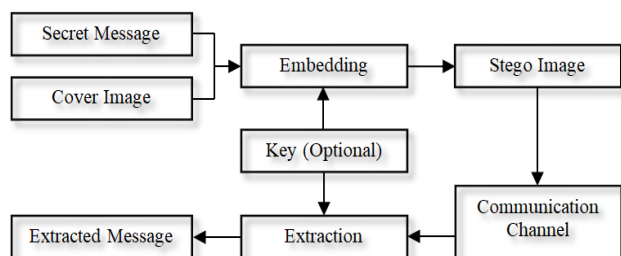 Secret Message
Embedding
Stego Image
Cover Image
Key (Optional)
Communication
Channel
Extracted Message
Extraction